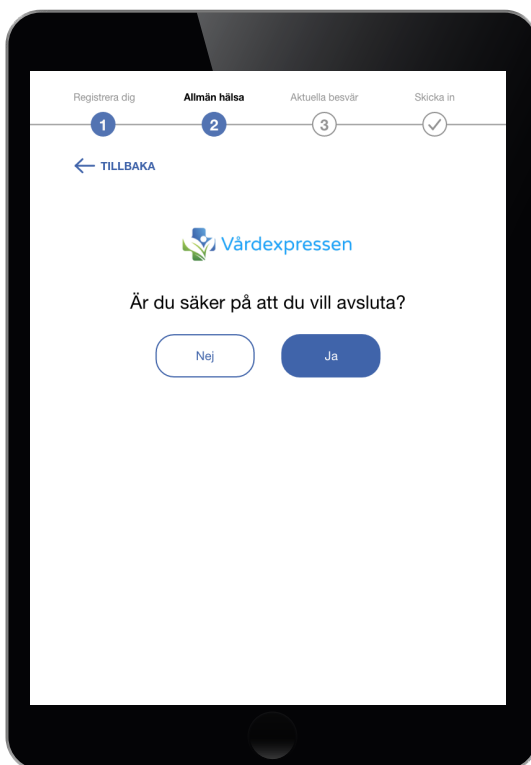 Registrera dig
Allmän hälsa
Aktuella besvär
Skicka in
1
2
3
TILLBAKA
Vårdexpressen
Är du säker på att du vill avsluta?
Nej
Ja